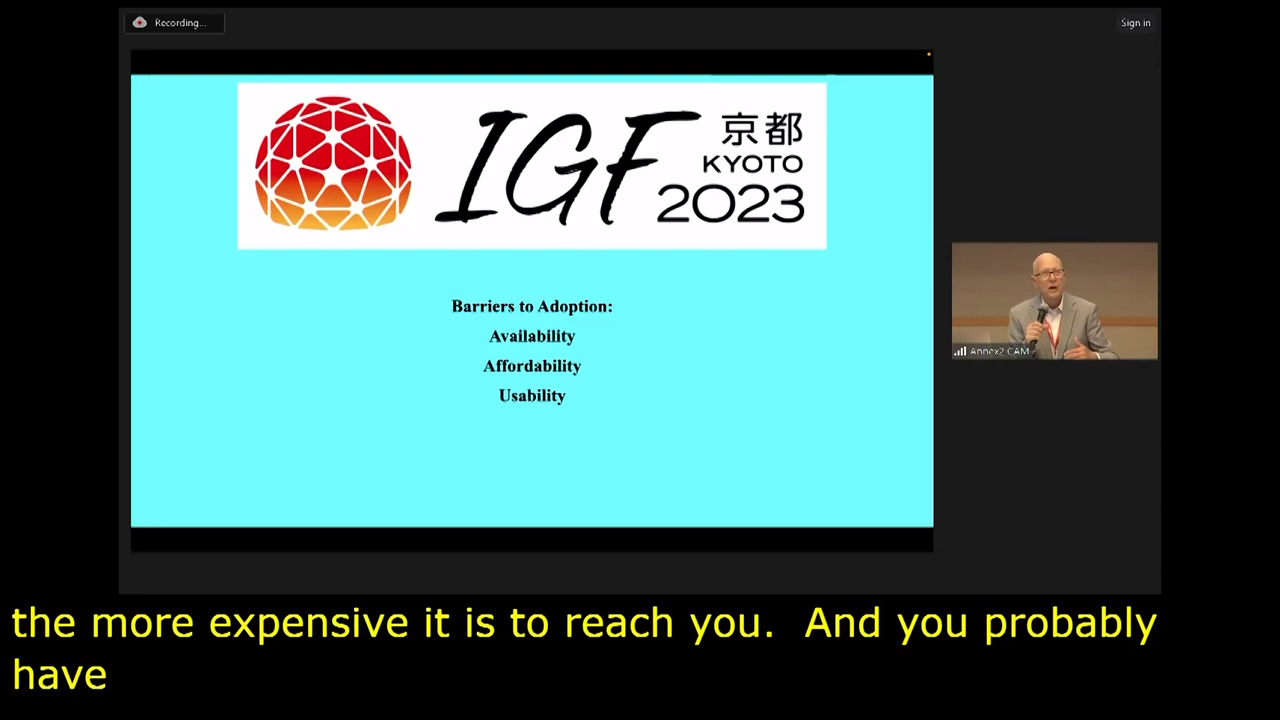 Recording...
Sign in
IGF
京都
KYOTO
2023
Barriers to Adoption:
Availability
Affordability
Usability
Annex2 CAM
the more expensive it is to reach you. And you probably
have